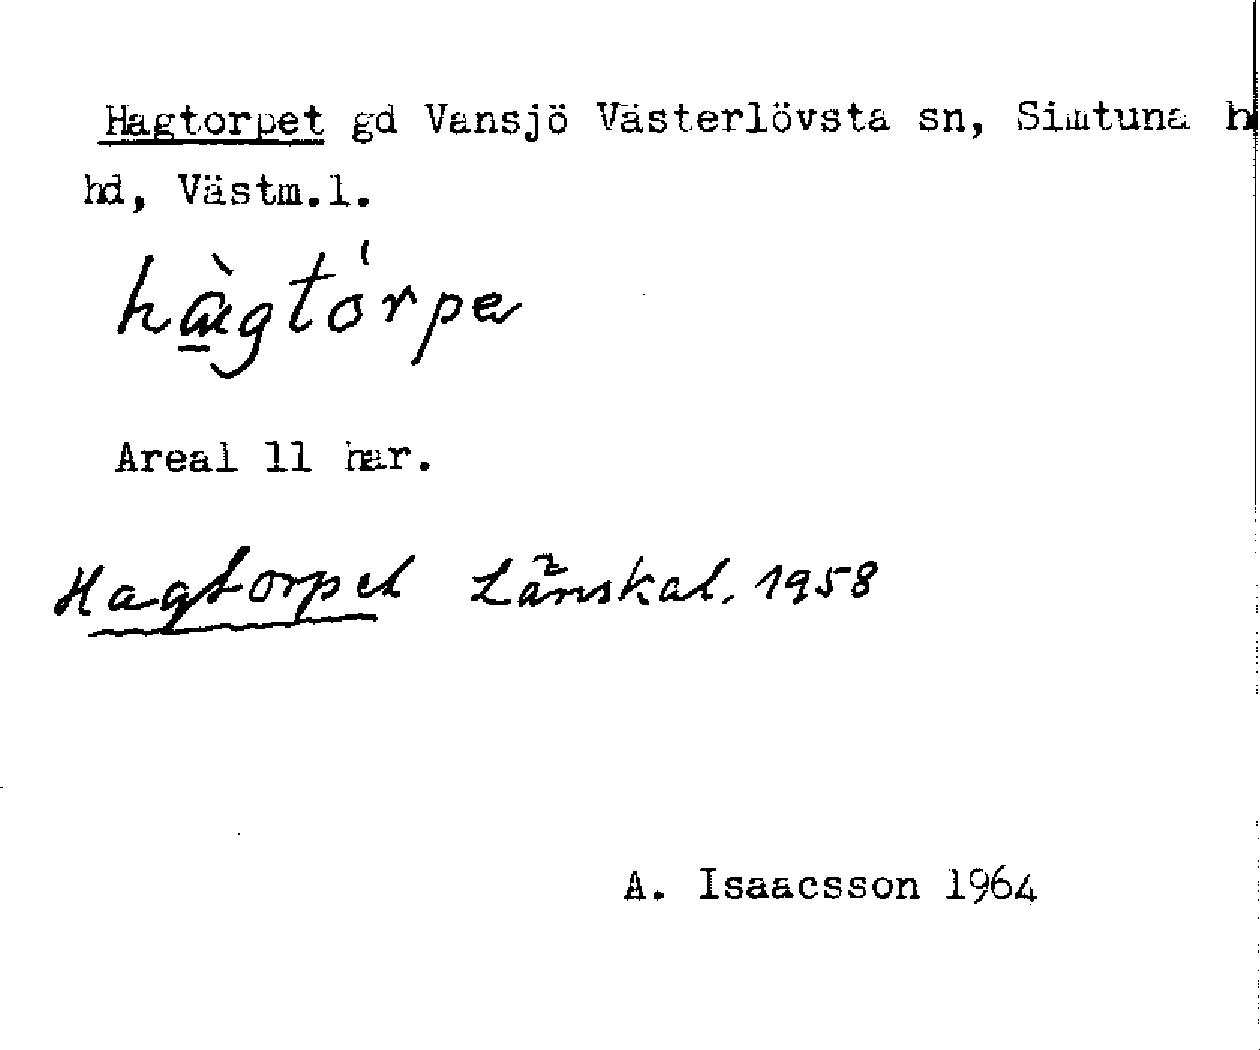 Hagtorpet gd Vansjö Västerlövsta sn, Simtuna h
hd, Västm.l.
hàgtórpe
Areal 11 har.
Hagtorpet Länskal. 1958
A. Isaacsson 1964